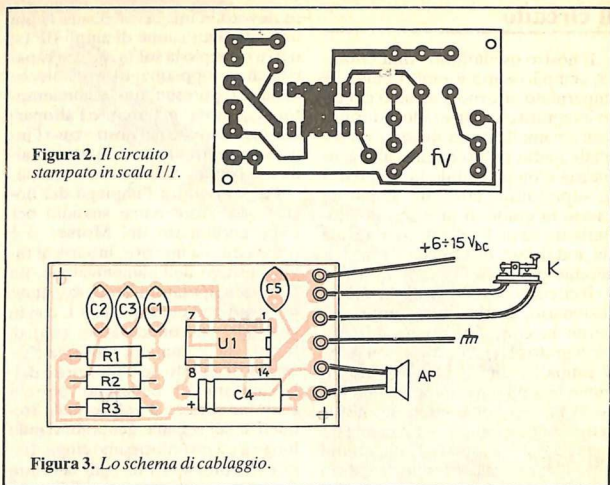 fv
Figura 2. Il circuito
stampato in scala 1/1.
+6÷15 VDC
K
C5
C2 C3 C1
7 1
U1
R1
8 14
R2
AP
+ C4
R3
Figura 3. Lo schema di cablaggio.